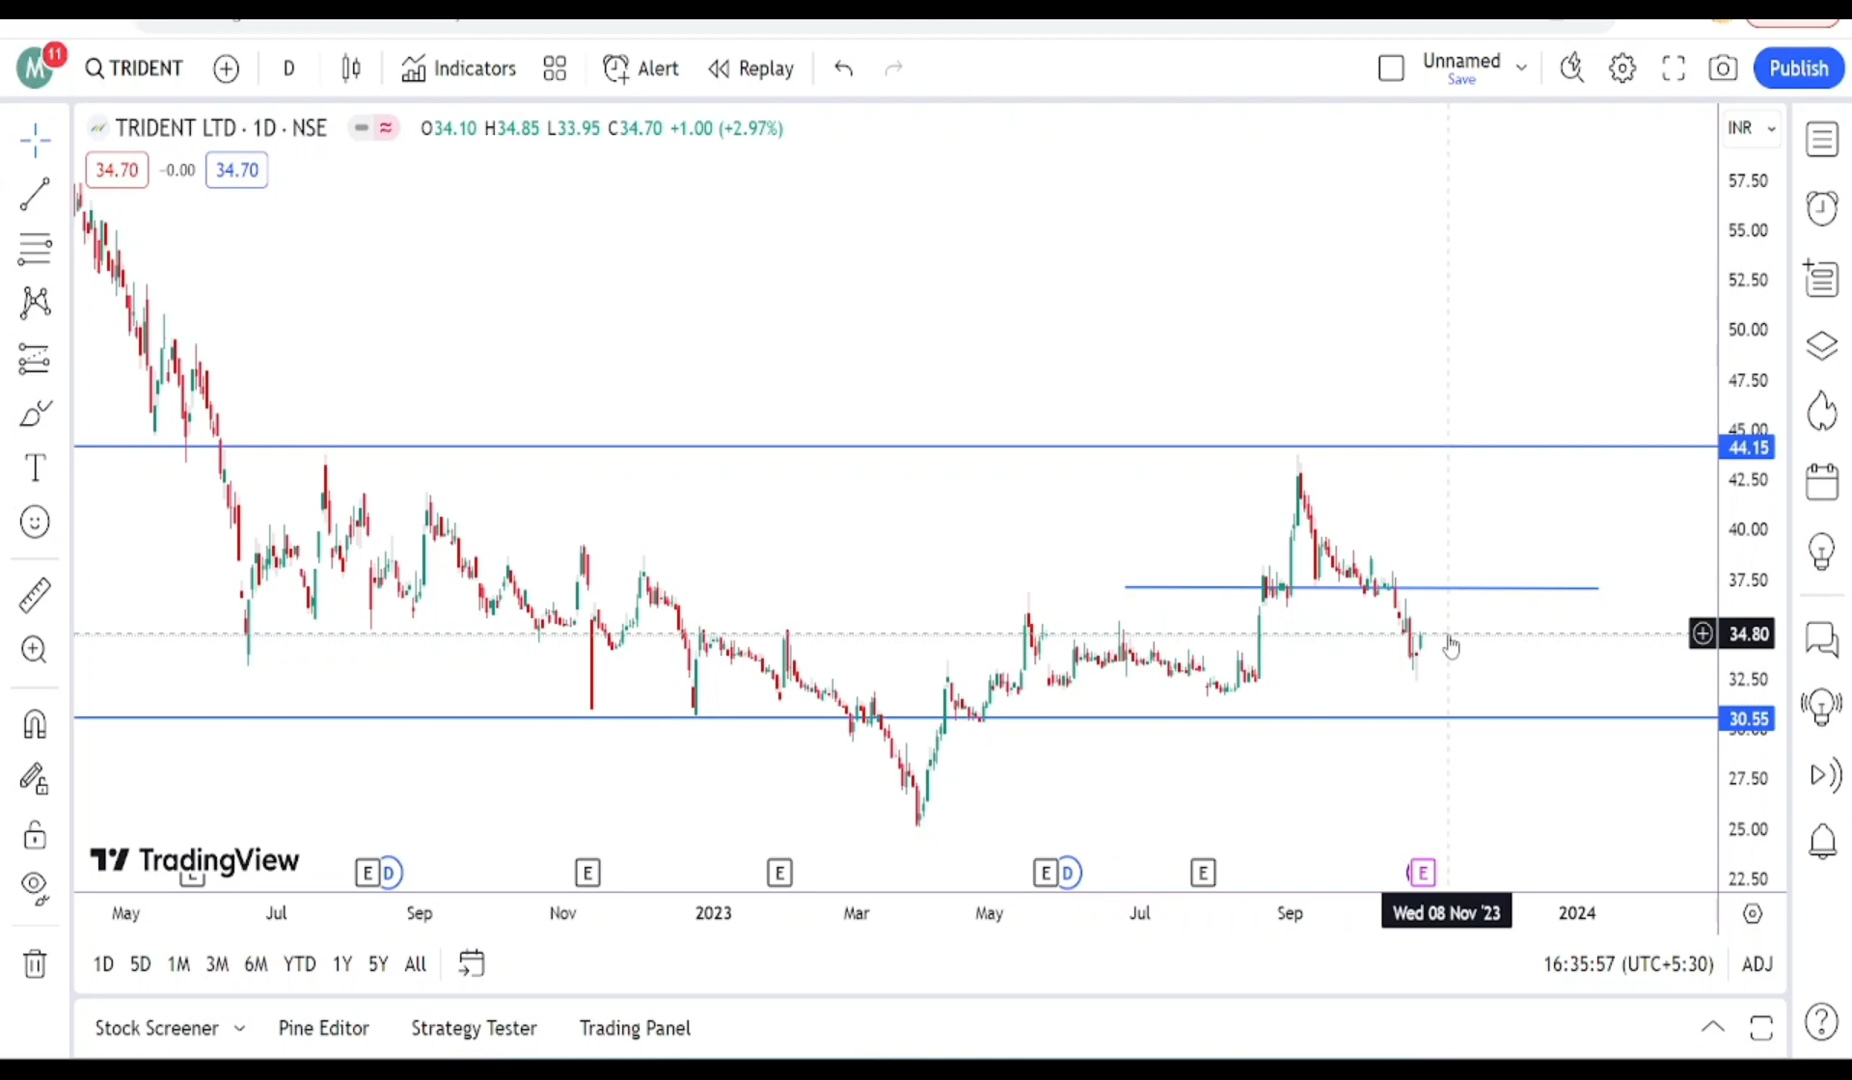 M
11
TRIDENT
D
Indicators
Alert
Replay
Unnamed
Save
Publish
TRIDENT LTD · 1D · NSE
O34.10 H34.85 L33.95 C34.70 +1.00 (+2.97%)
34.70
-0.00
34.70
INR
57.50
55.00
52.50
50.00
47.50
45.00
44.15
42.50
40.00
37.50
34.80
32.50
30.55
27.50
25.00
22.50
TradingView
E D
E
E
E D
E
E
May
Jul
Sep
Nov
2023
Mar
May
Jul
Sep
Wed 08 Nov '23
2024
1D 5D 1M 3M 6M YTD 1Y 5Y All
16:35:57 (UTC+5:30)
ADJ
Stock Screener
Pine Editor
Strategy Tester
Trading Panel